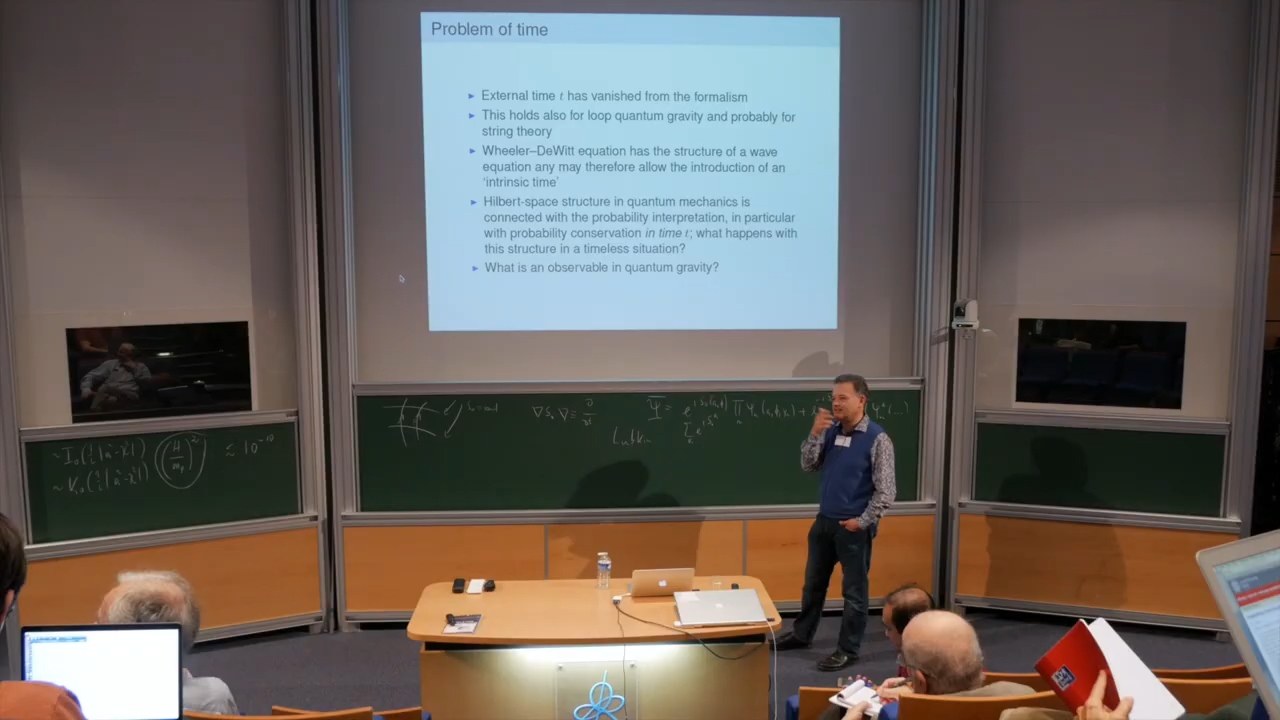 Problem of time
► External time t has vanished from the formalism
► This holds also for loop quantum gravity and probably for
string theory
► Wheeler–DeWitt equation has the structure of a wave
equation any may therefore allow the introduction of an
‘intrinsic time’
► Hilbert-space structure in quantum mechanics is
connected with the probability interpretation, in particular
with probability conservation in time t; what happens with
this structure in a timeless situation?
► What is an observable in quantum gravity?